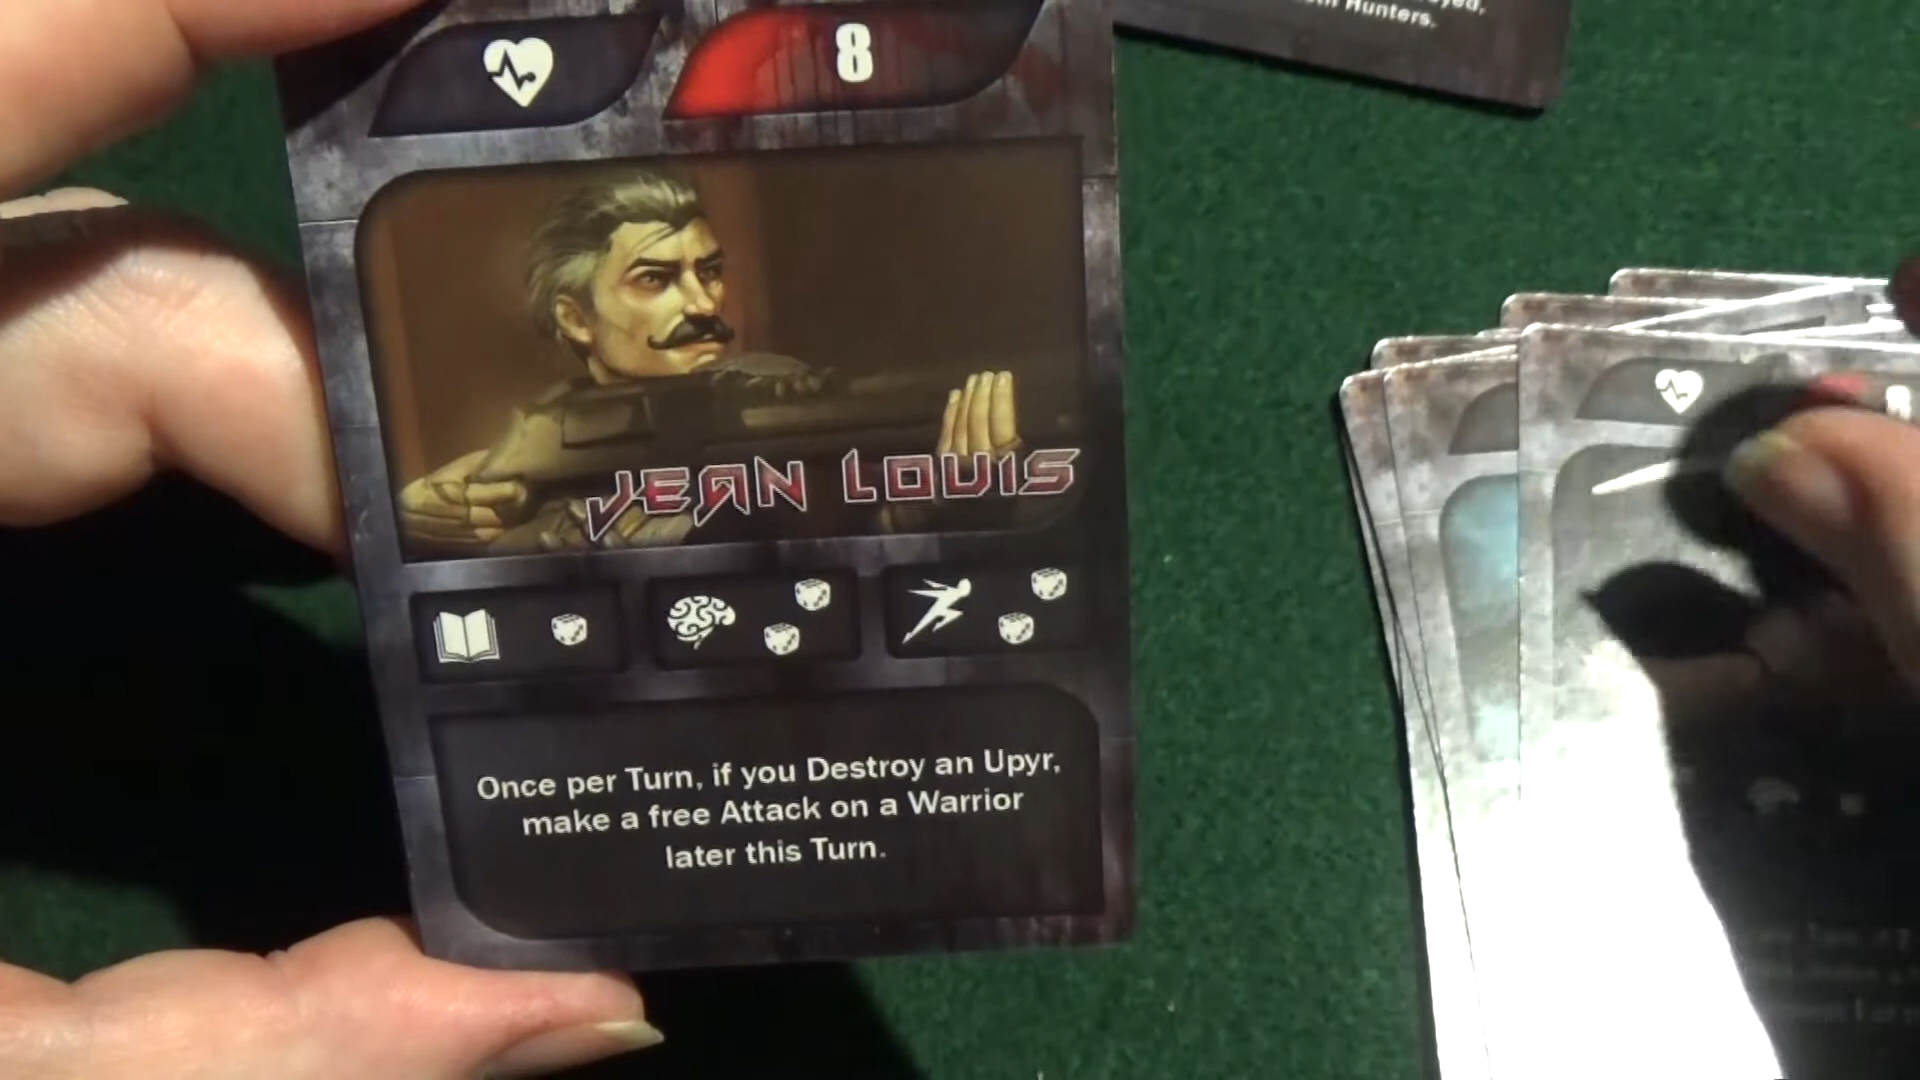 8
Hunters.
JEAN LOUIS
Once per Turn, if you Destroy an Upyr,
make a free Attack on a Warrior
later this Turn.
8